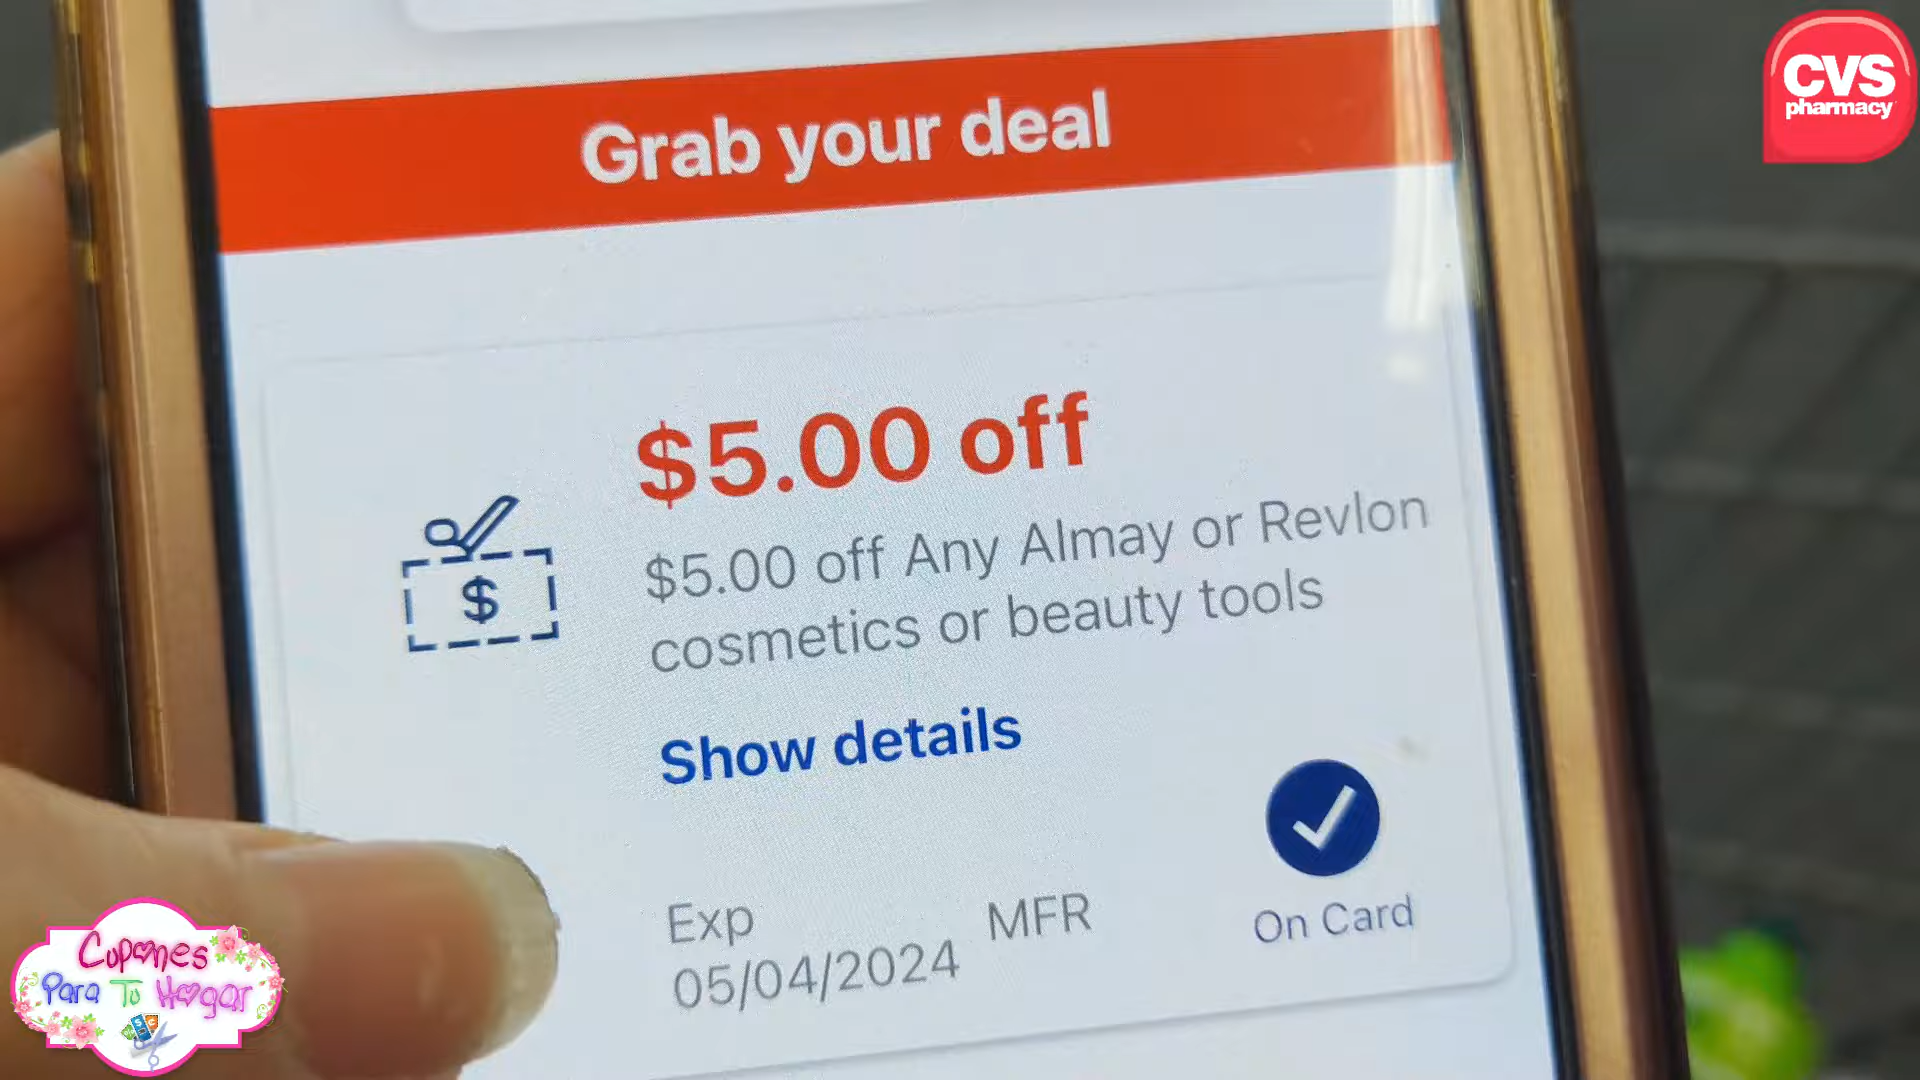 CVS
pharmacy
Grab your deal
$5.00 off
$5.00 off Any Almay or Revlon
cosmetics or beauty tools
$
Show details
Exp
05/04/2024
MFR
On Card
Cupones
Para Tu Hogar